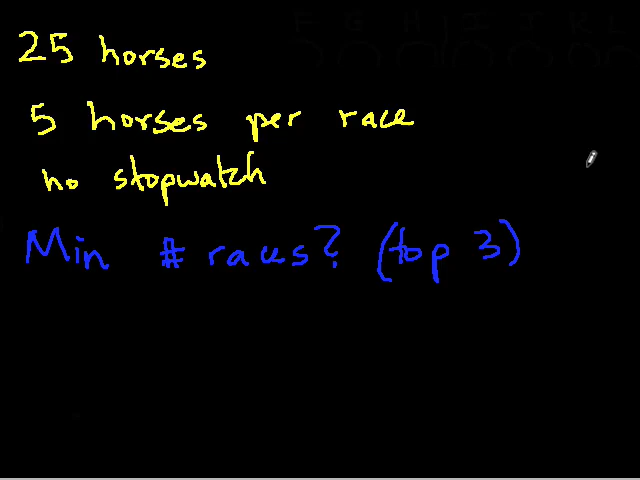 25 horses
5 horses per race
no stopwatch
Min # races? (top 3)